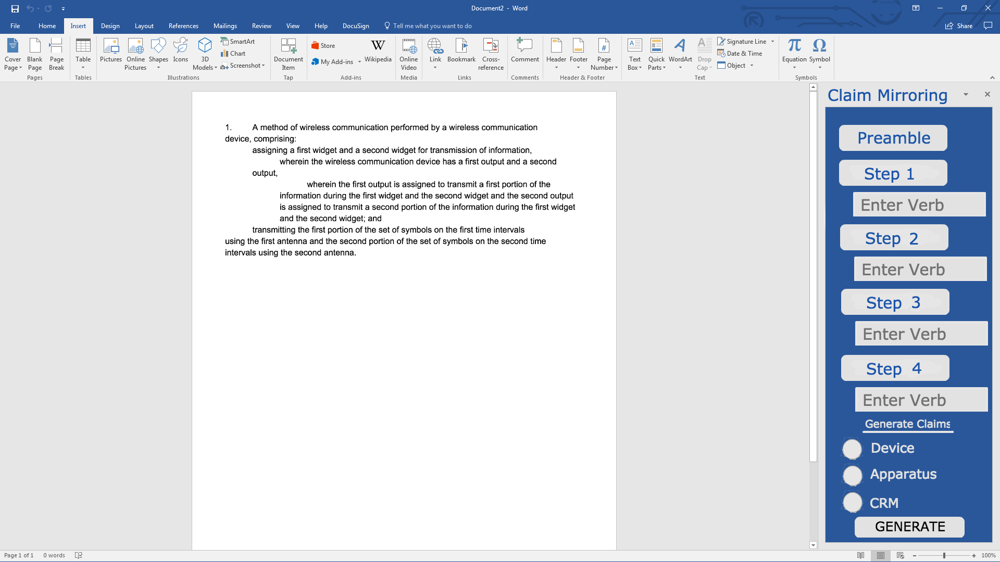 Document2 - Word
File Home Insert Design Layout References Mailings Review View Help DocuSign Tell me what you want to do Share
Cover Page Blank Page Page Break
Pages
Table
Tables
Pictures Online Pictures Shapes Icons 3D Models SmartArt Chart Screenshot
Illustrations
Document Item
Tap
Store My Add-ins Wikipedia
Add-ins
Online Video
Media
Link Bookmark Cross-reference
Links
Comment
Comments
Header Footer Page Number
Header & Footer
Text Box Quick Parts WordArt Drop Cap Signature Line Date & Time Object
Text
Equation Symbol
Symbols
1. A method of wireless communication performed by a wireless communication
device, comprising:
assigning a first widget and a second widget for transmission of information,
wherein the wireless communication device has a first output and a second
output,
wherein the first output is assigned to transmit a first portion of the
information during the first widget and the second widget and the second output
is assigned to transmit a second portion of the information during the first widget
and the second widget; and
transmitting the first portion of the set of symbols on the first time intervals
using the first antenna and the second portion of the set of symbols on the second time
intervals using the second antenna.
Claim Mirroring
Preamble
Step 1
Enter Verb
Step 2
Enter Verb
Step 3
Enter Verb
Step 4
Enter Verb
Generate Claims
Device
Apparatus
CRM
GENERATE
Page 1 of 1 0 words 100%